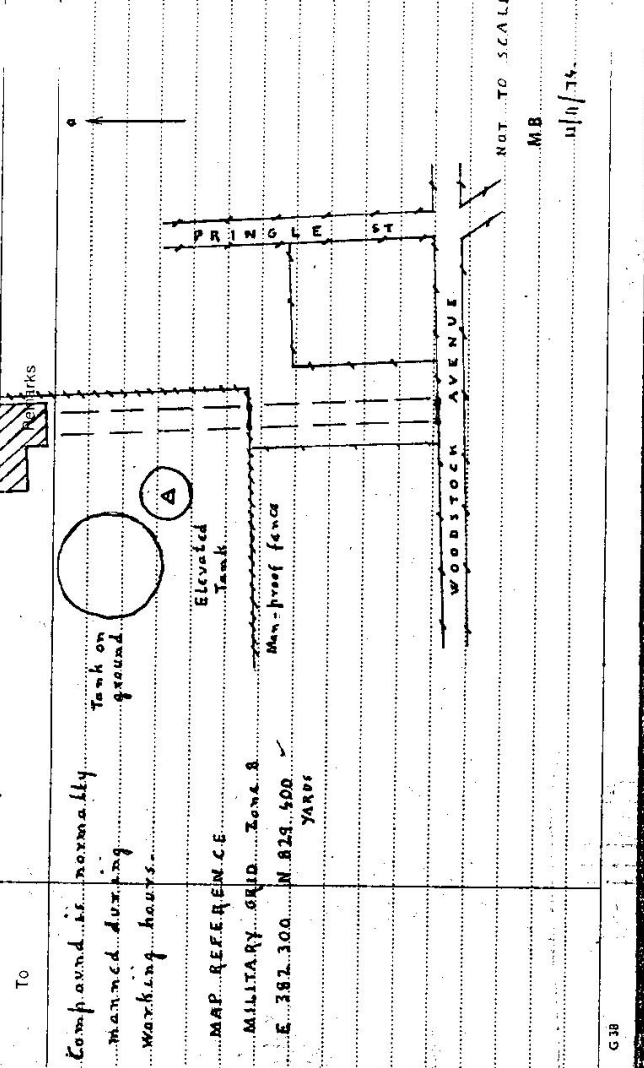 To
Remarks
Compound is normally
manned during
working hours.
MAP REFERENCE
MILITARY GRID Zone 8
E 382 300 N 829 400 ✓
YARDS
Tank on
ground
Elevated
Tank
Man-proof fence
PRINGLE ST
WOODSTOCK AVENUE
NOT TO SCALE
M.B
11/11/74.
G 38